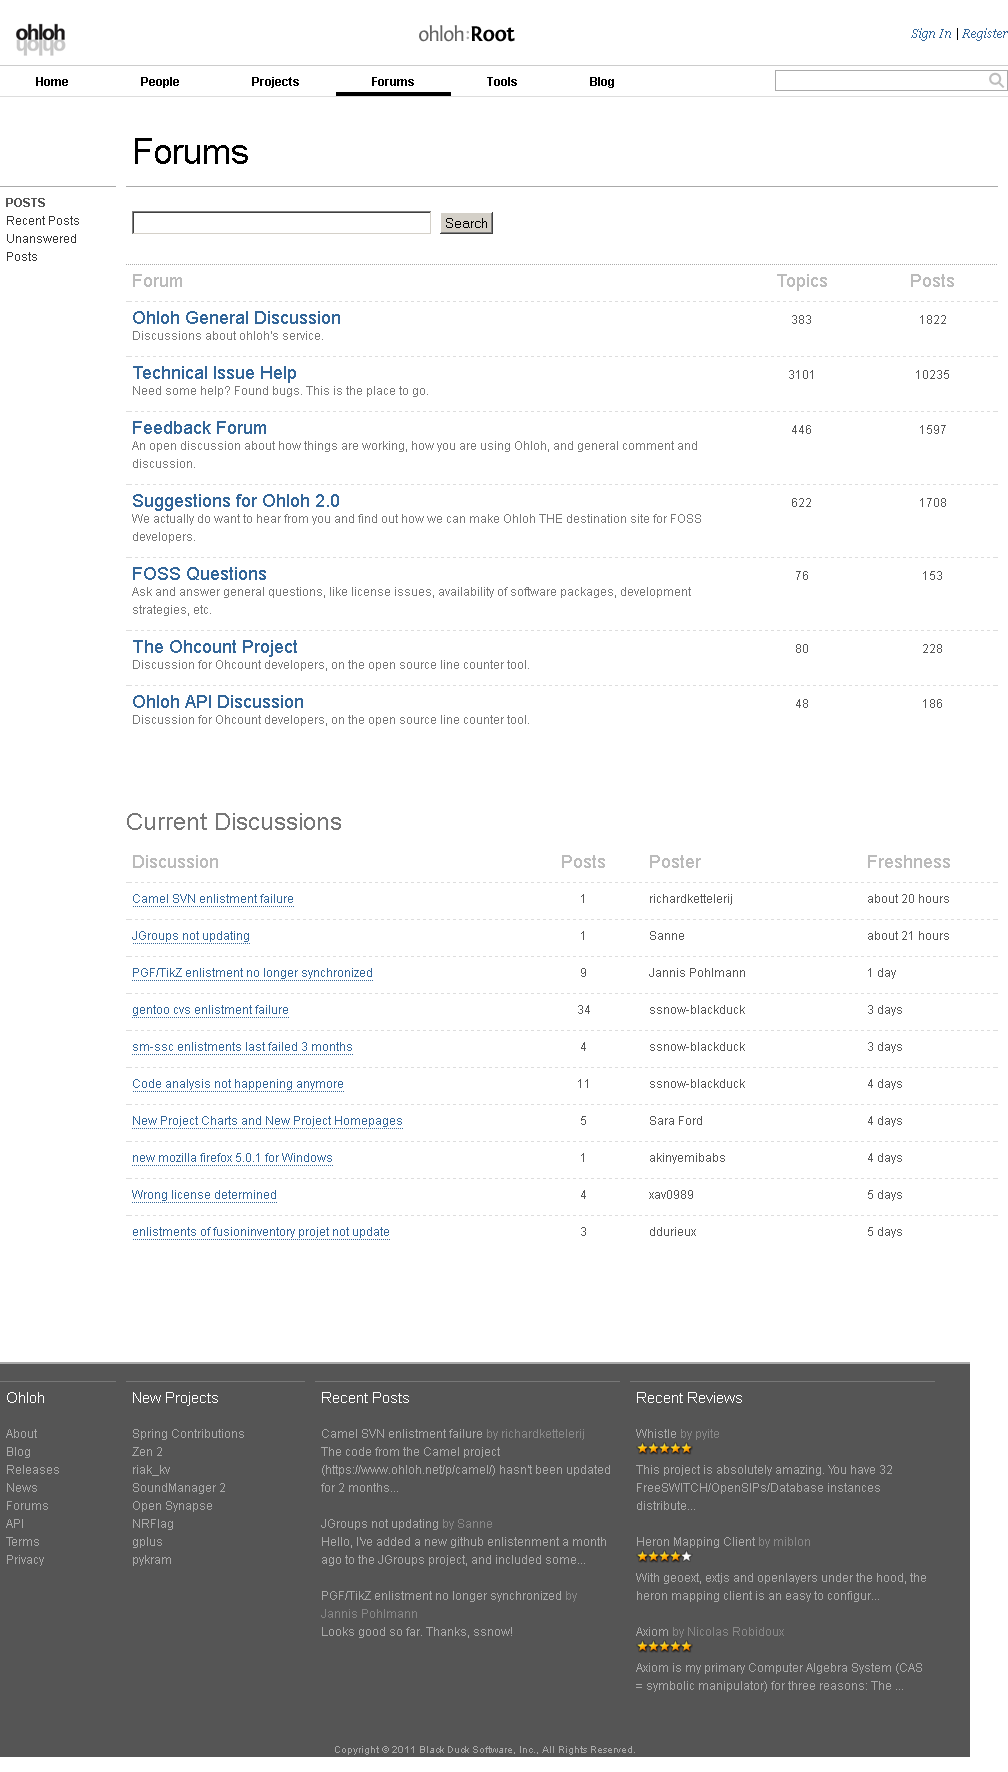 ohloh
ohloh:Root
Sign In | Register
Home People Projects Forums Tools Blog
Forums
POSTS
Recent Posts
Unanswered
Posts
Search
Forum Topics Posts
Ohloh General Discussion 383 1822
Discussions about ohloh's service.
Technical Issue Help 3101 10235
Need some help? Found bugs. This is the place to go.
Feedback Forum 446 1597
An open discussion about how things are working, how you are using Ohloh, and general comment and
discussion.
Suggestions for Ohloh 2.0 622 1708
We actually do want to hear from you and find out how we can make Ohloh THE destination site for FOSS
developers.
FOSS Questions 76 153
Ask and answer general questions, like license issues, availability of software packages, development
strategies, etc.
The Ohcount Project 80 228
Discussion for Ohcount developers, on the open source line counter tool.
Ohloh API Discussion 48 186
Discussion for Ohcount developers, on the open source line counter tool.
Current Discussions
Discussion Posts Poster Freshness
Camel SVN enlistment failure 1 richardkettelerij about 20 hours
JGroups not updating 1 Sanne about 21 hours
PGF/TikZ enlistment no longer synchronized 9 Jannis Pohlmann 1 day
gentoo cvs enlistment failure 34 ssnow-blackduck 3 days
sm-ssc enlistments last failed 3 months 4 ssnow-blackduck 3 days
Code analysis not happening anymore 11 ssnow-blackduck 4 days
New Project Charts and New Project Homepages 5 Sara Ford 4 days
new mozilla firefox 5.0.1 for Windows 1 akinyemibabs 4 days
Wrong license determined 4 xav0989 5 days
enlistments of fusioninventory projet not update 3 ddurieux 5 days
Ohloh
About
Blog
Releases
News
Forums
API
Terms
Privacy
New Projects
Spring Contributions
Zen 2
riak_kv
SoundManager 2
Open Synapse
NRFlag
gplus
pykram
Recent Posts
Camel SVN enlistment failure by richardkettelerij
The code from the Camel project
(https://www.ohloh.net/p/camel/) hasn't been updated
for 2 months...
JGroups not updating by Sanne
Hello, I've added a new github enlistenment a month
ago to the JGroups project, and included some...
PGF/TikZ enlistment no longer synchronized by
Jannis Pohlmann
Looks good so far. Thanks, ssnow!
Recent Reviews
Whistle by pyite
This project is absolutely amazing. You have 32
FreeSWITCH/OpenSIPs/Database instances
distribute...
Heron Mapping Client by miblon
With geoext, extjs and openlayers under the hood, the
heron mapping client is an easy to configur...
Axiom by Nicolas Robidoux
Axiom is my primary Computer Algebra System (CAS
= symbolic manipulator) for three reasons: The ...
Copyright © 2011 Black Duck Software, Inc., All Rights Reserved.